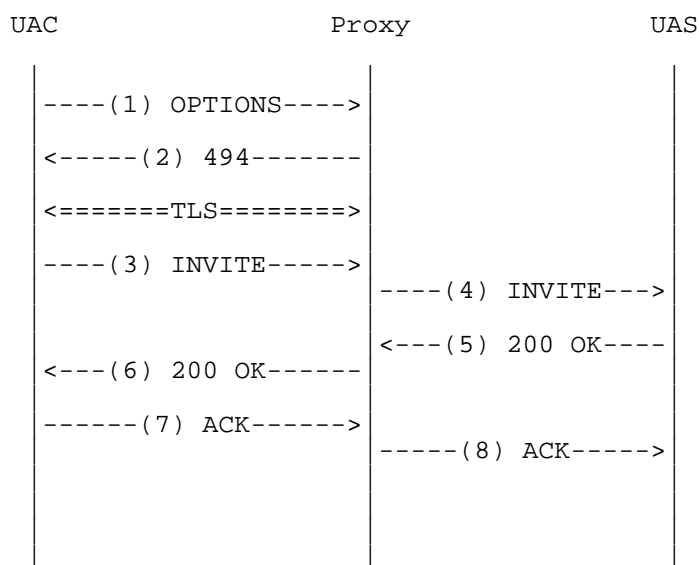 UAC Proxy UAS
----(1) OPTIONS---->
<-----(2) 494-------
<=======TLS========>
----(3) INVITE----->
----(4) INVITE--->
<---(5) 200 OK----
<---(6) 200 OK------
------(7) ACK------>
-----(8) ACK----->